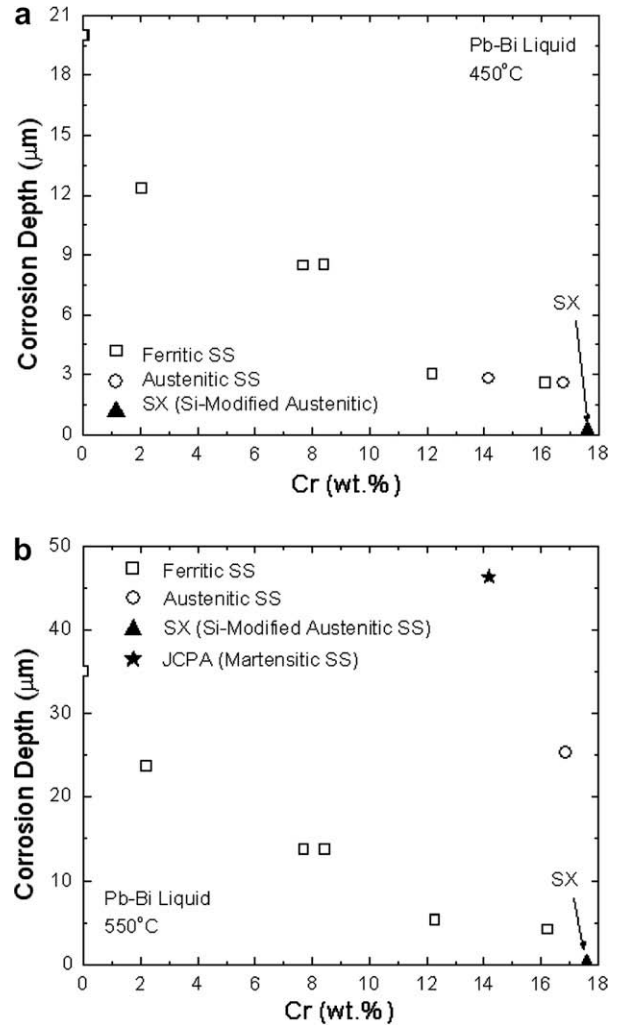 a
Pb-Bi Liquid
450°C
Corrosion Depth (μm)
21
18
15
12
9
6
3
0
SX
Ferritic SS
Austenitic SS
SX (Si-Modified Austenitic)
0 2 4 6 8 10 12 14 16 18
Cr (wt.%)
b
Corrosion Depth (μm)
50
40
30
20
10
0
Ferritic SS
Austenitic SS
SX (Si-Modified Austenitic SS)
JCPA (Martensitic SS)
SX
Pb-Bi Liquid
550°C
0 2 4 6 8 10 12 14 16 18
Cr (wt.%)